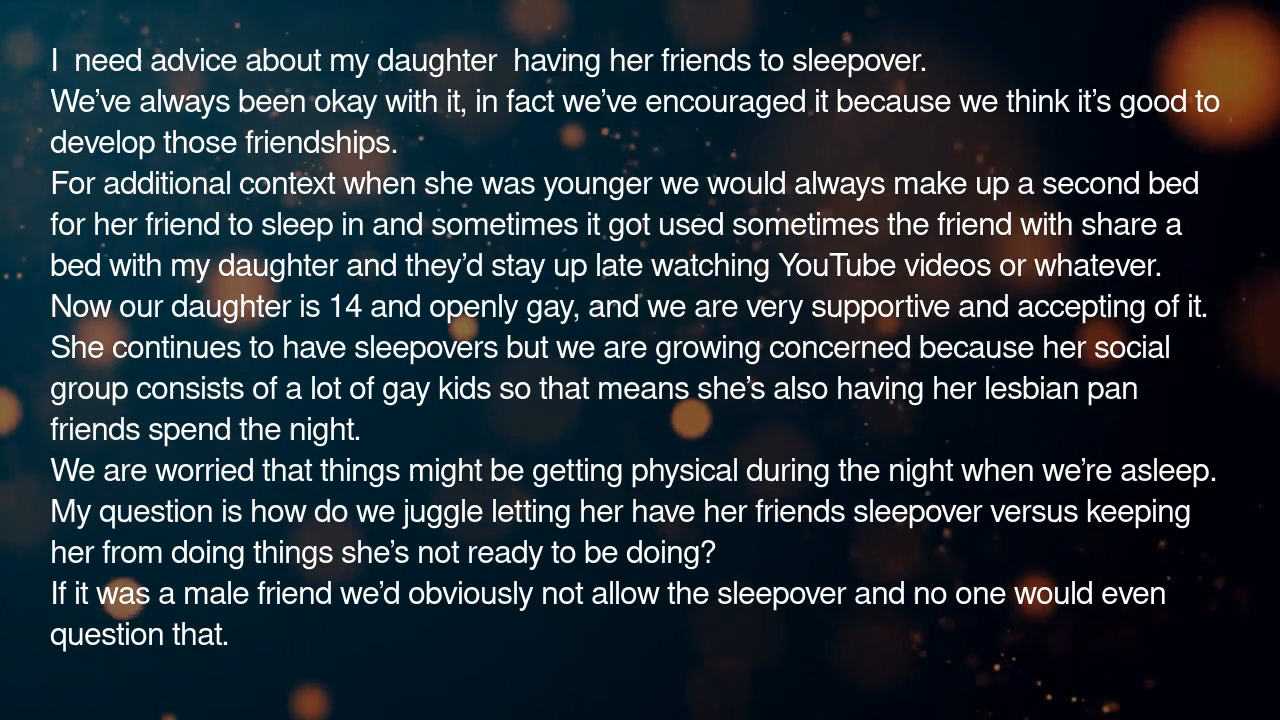 I  need advice about my daughter  having her friends to sleepover.
We’ve always been okay with it, in fact we’ve encouraged it because we think it’s good to
develop those friendships.
For additional context when she was younger we would always make up a second bed
for her friend to sleep in and sometimes it got used sometimes the friend with share a
bed with my daughter and they’d stay up late watching YouTube videos or whatever.
Now our daughter is 14 and openly gay, and we are very supportive and accepting of it.
She continues to have sleepovers but we are growing concerned because her social
group consists of a lot of gay kids so that means she’s also having her lesbian pan
friends spend the night.
We are worried that things might be getting physical during the night when we’re asleep.
My question is how do we juggle letting her have her friends sleepover versus keeping
her from doing things she’s not ready to be doing?
If it was a male friend we’d obviously not allow the sleepover and no one would even
question that.